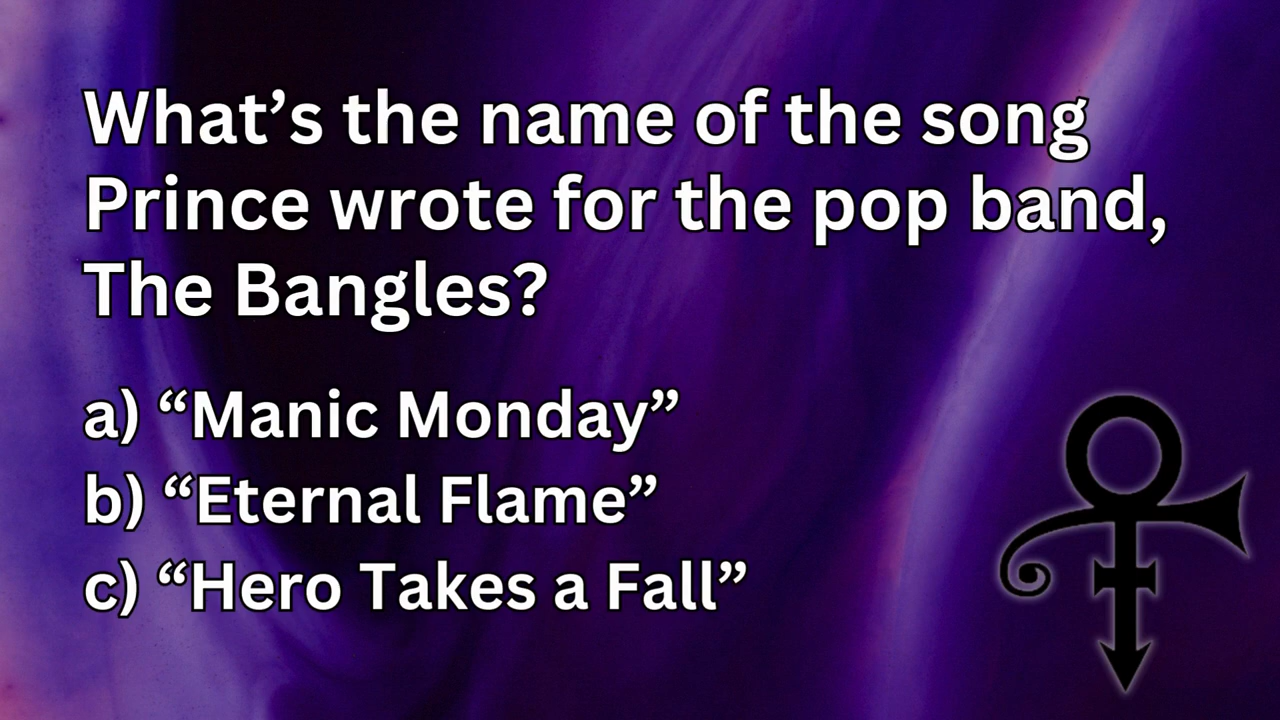 What’s the name of the song
Prince wrote for the pop band,
The Bangles?
a) “Manic Monday”
b) “Eternal Flame”
c) “Hero Takes a Fall”